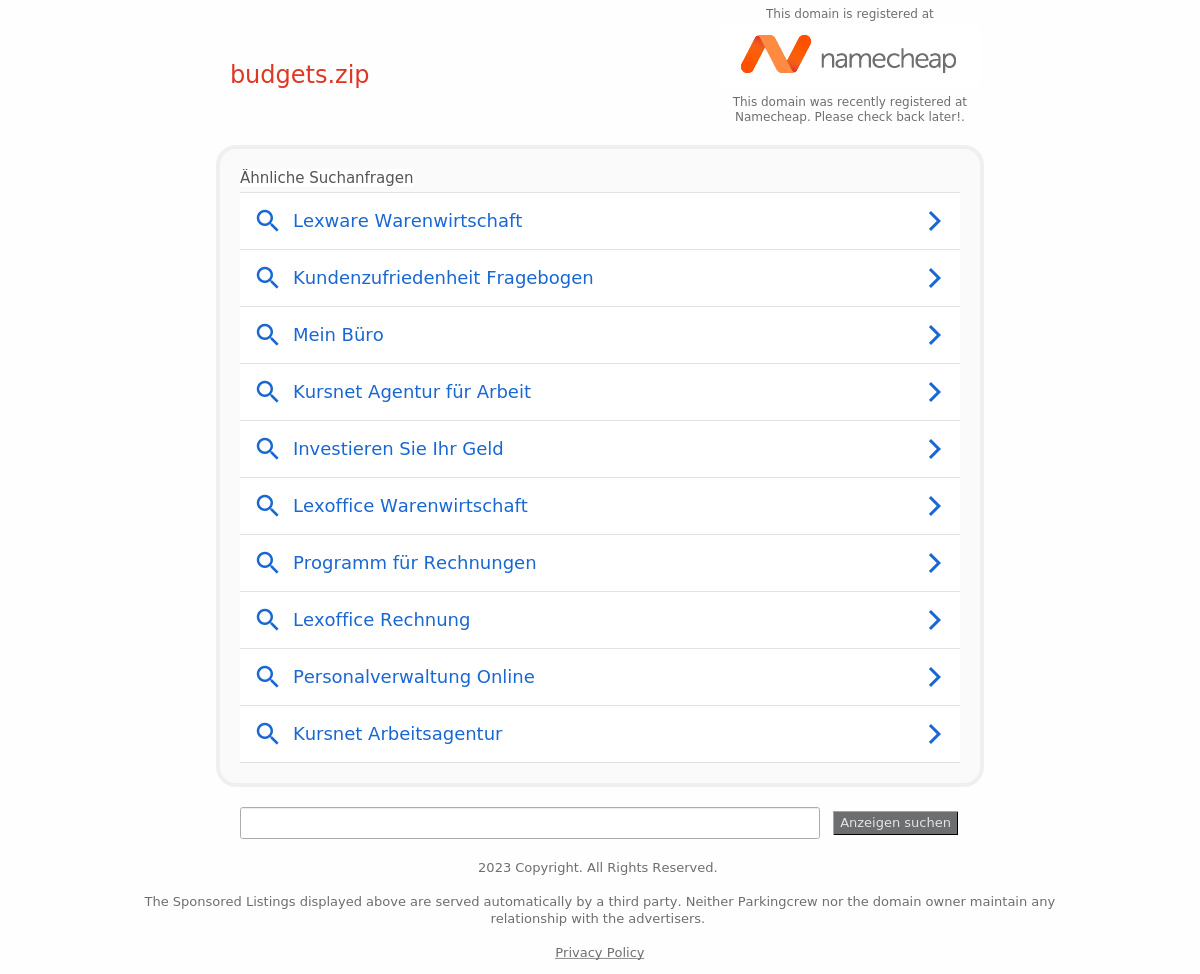 This domain is registered at
budgets.zip
namecheap
This domain was recently registered at
Namecheap. Please check back later!.
Ähnliche Suchanfragen
Lexware Warenwirtschaft
Kundenzufriedenheit Fragebogen
Mein Büro
Kursnet Agentur für Arbeit
Investieren Sie Ihr Geld
Lexoffice Warenwirtschaft
Programm für Rechnungen
Lexoffice Rechnung
Personalverwaltung Online
Kursnet Arbeitsagentur
Anzeigen suchen
2023 Copyright. All Rights Reserved.
The Sponsored Listings displayed above are served automatically by a third party. Neither Parkingcrew nor the domain owner maintain any
relationship with the advertisers.
Privacy Policy